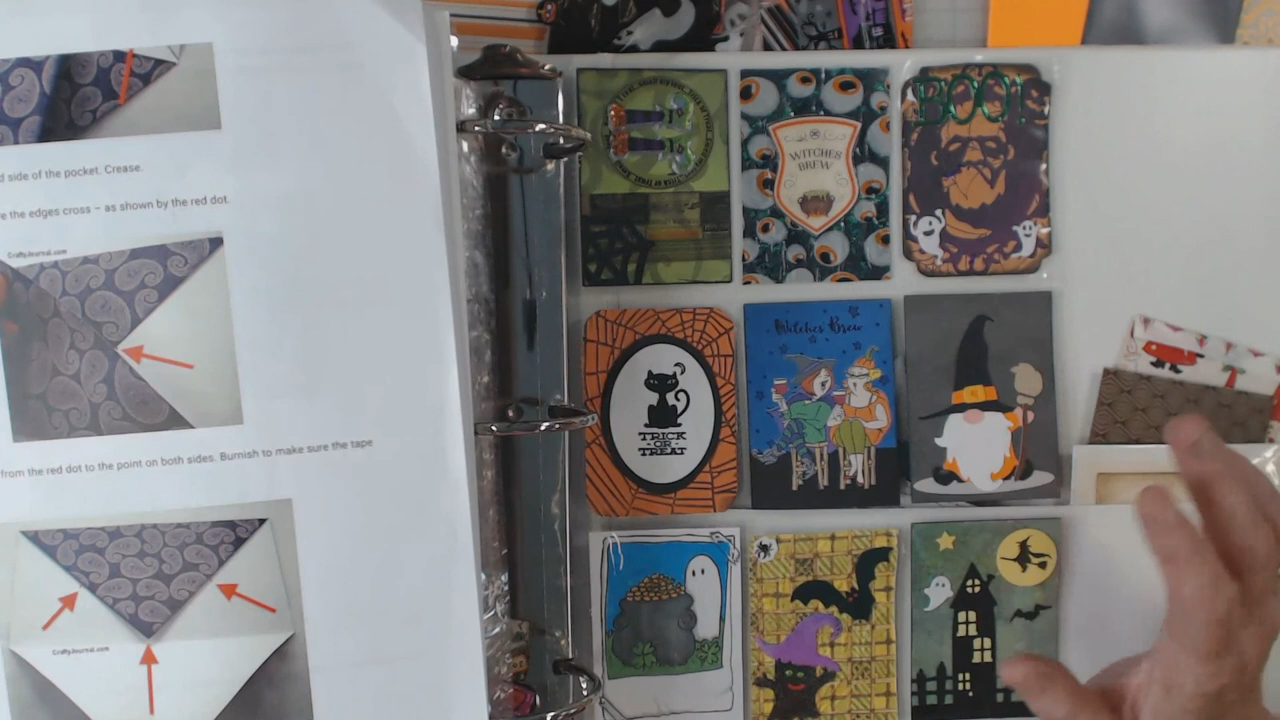 d side of the pocket. Crease.
e the edges cross – as shown by the red dot.
CraftyJournal.com
from the red dot to the point on both sides. Burnish to make sure the tape
CraftyJournal.com
BOO!
WITCHES
BREW
TRICK
-OR-
TREAT
Witches Brew